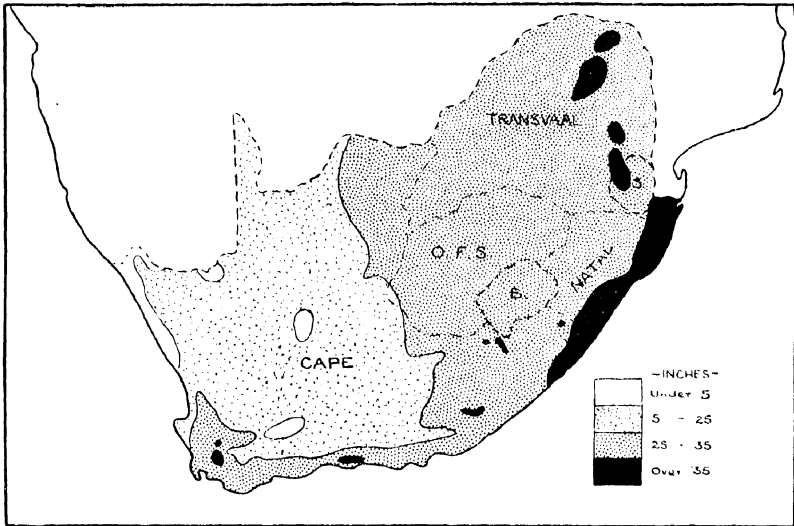 TRANSVAAL
S.
O.F.S.
B.
NATAL
CAPE
-INCHES-
Under 5
5 - 25
25 - 35
Over 35